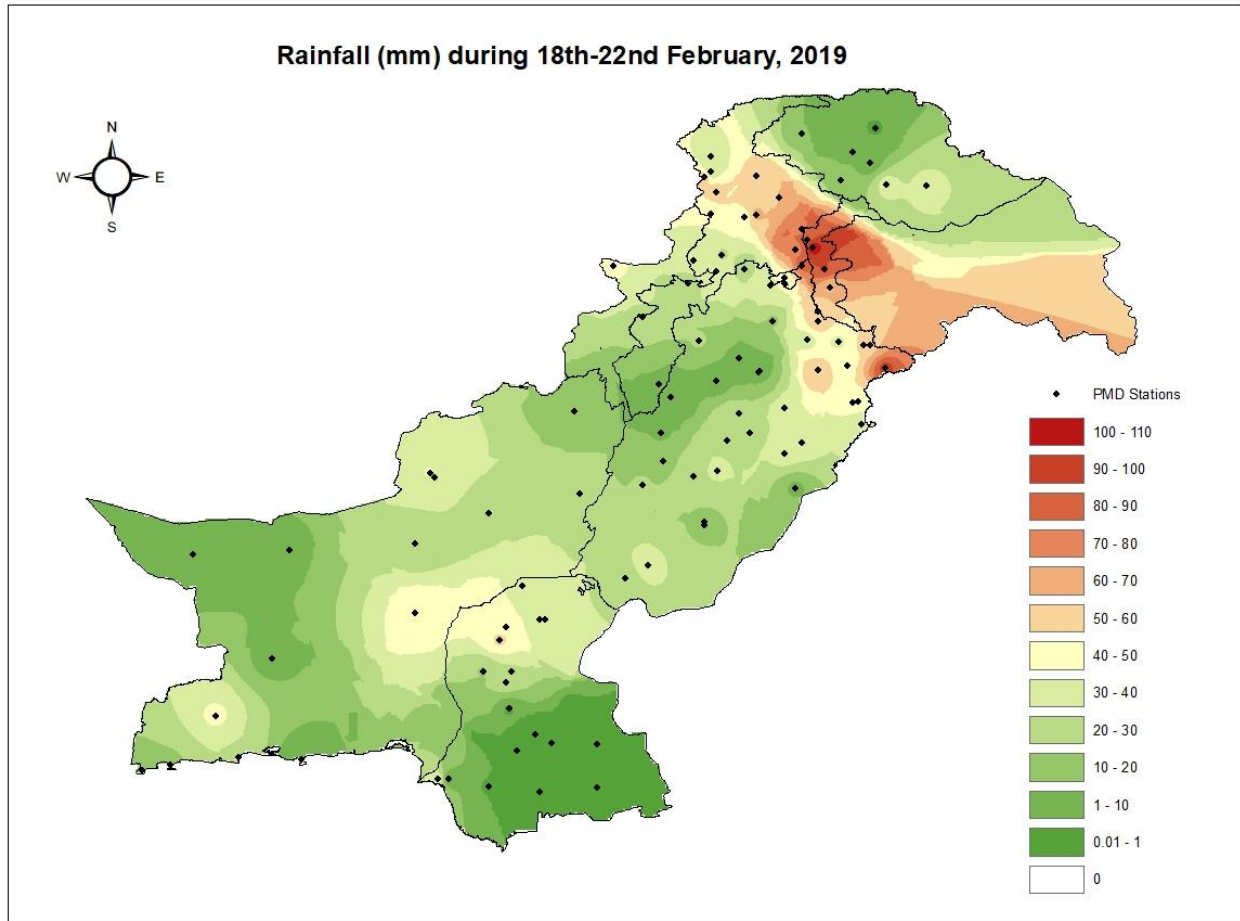 Rainfall (mm) during 18th-22nd February, 2019
N
W E
S
PMD Stations
100 - 110
90 - 100
80 - 90
70 - 80
60 - 70
50 - 60
40 - 50
30 - 40
20 - 30
10 - 20
1 - 10
0.01 - 1
0